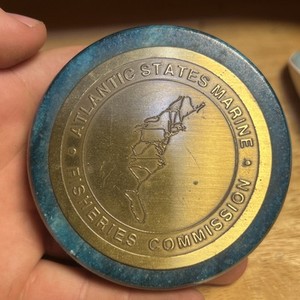 ATLANTIC STATES MARINE
FISHERIES COMMISSION